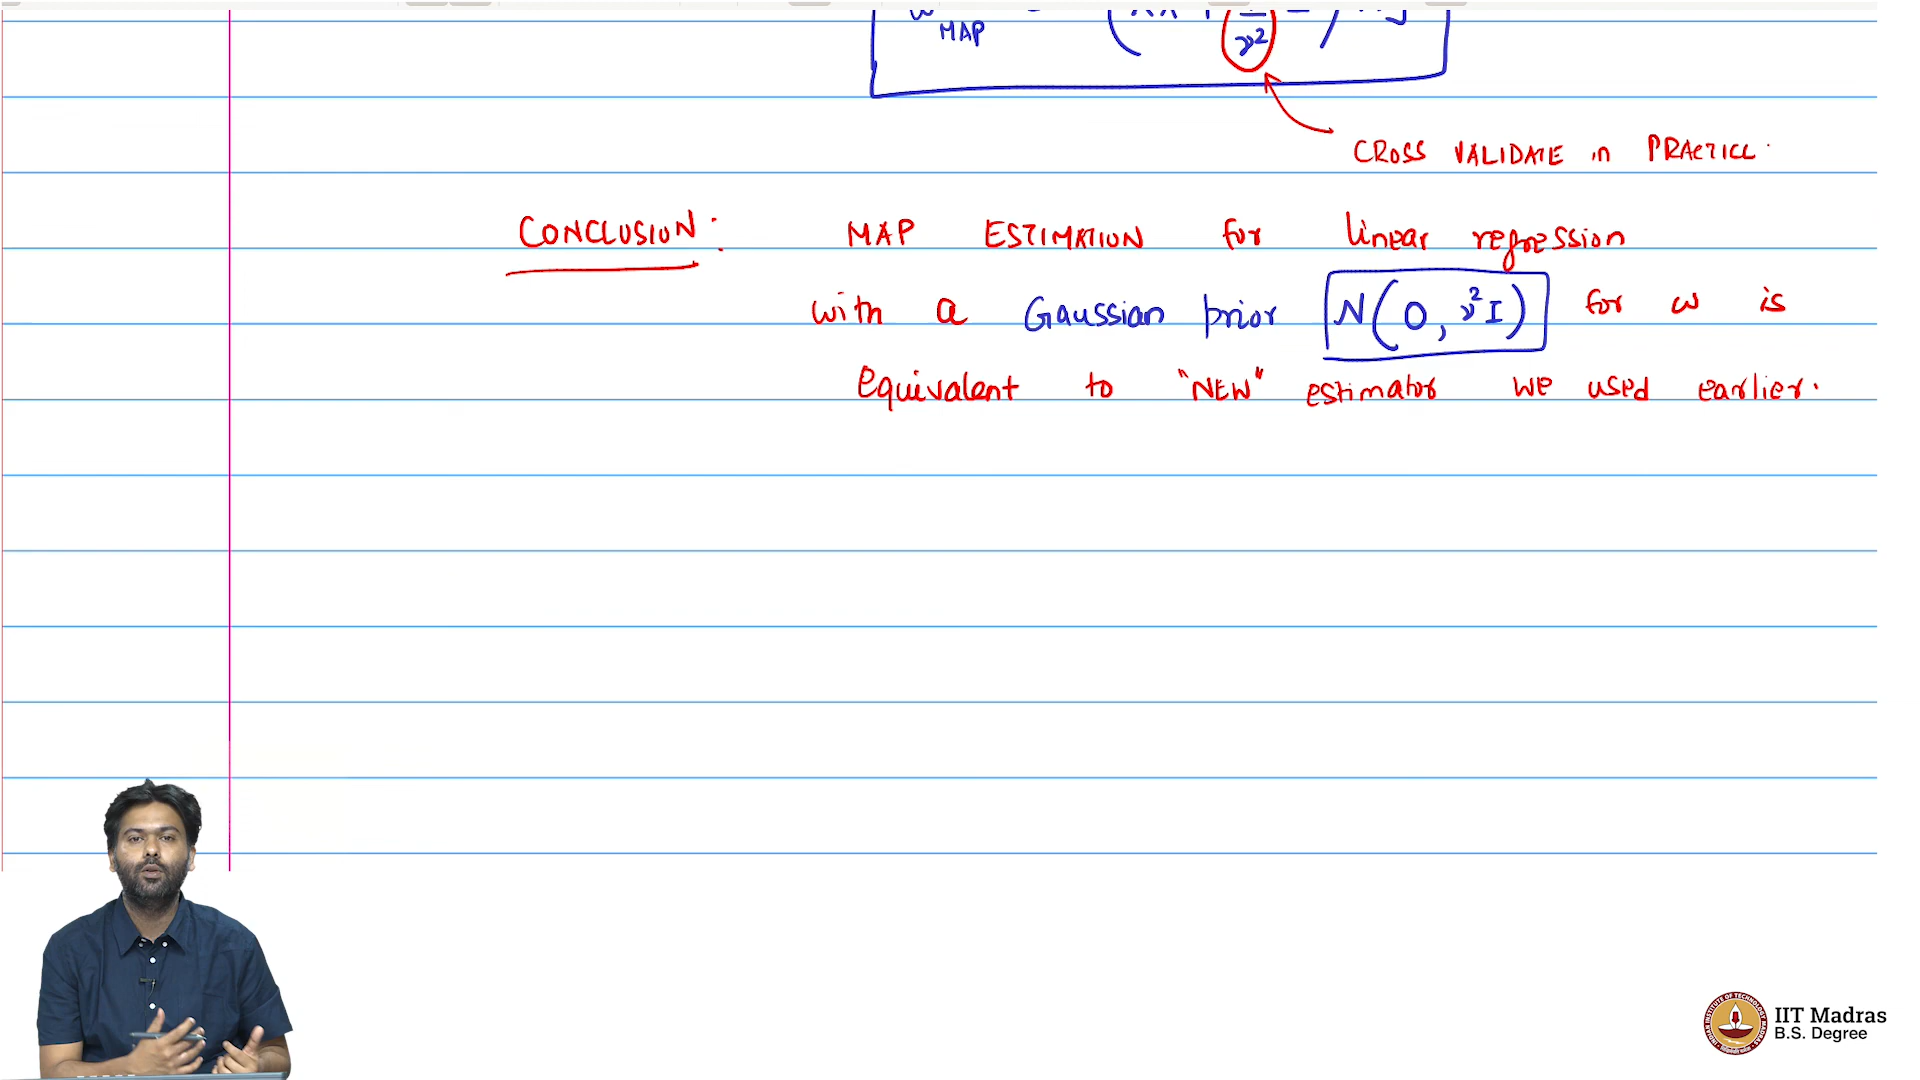 MAP
γ²
CROSS VALIDATE in PRACTICE.
CONCLUSION: MAP ESTIMATION for linear regression
with a Gaussian prior N(0, γ²I) for w is
Equivalent to "NEW" estimator we used earlier.
IIT Madras
B.S. Degree